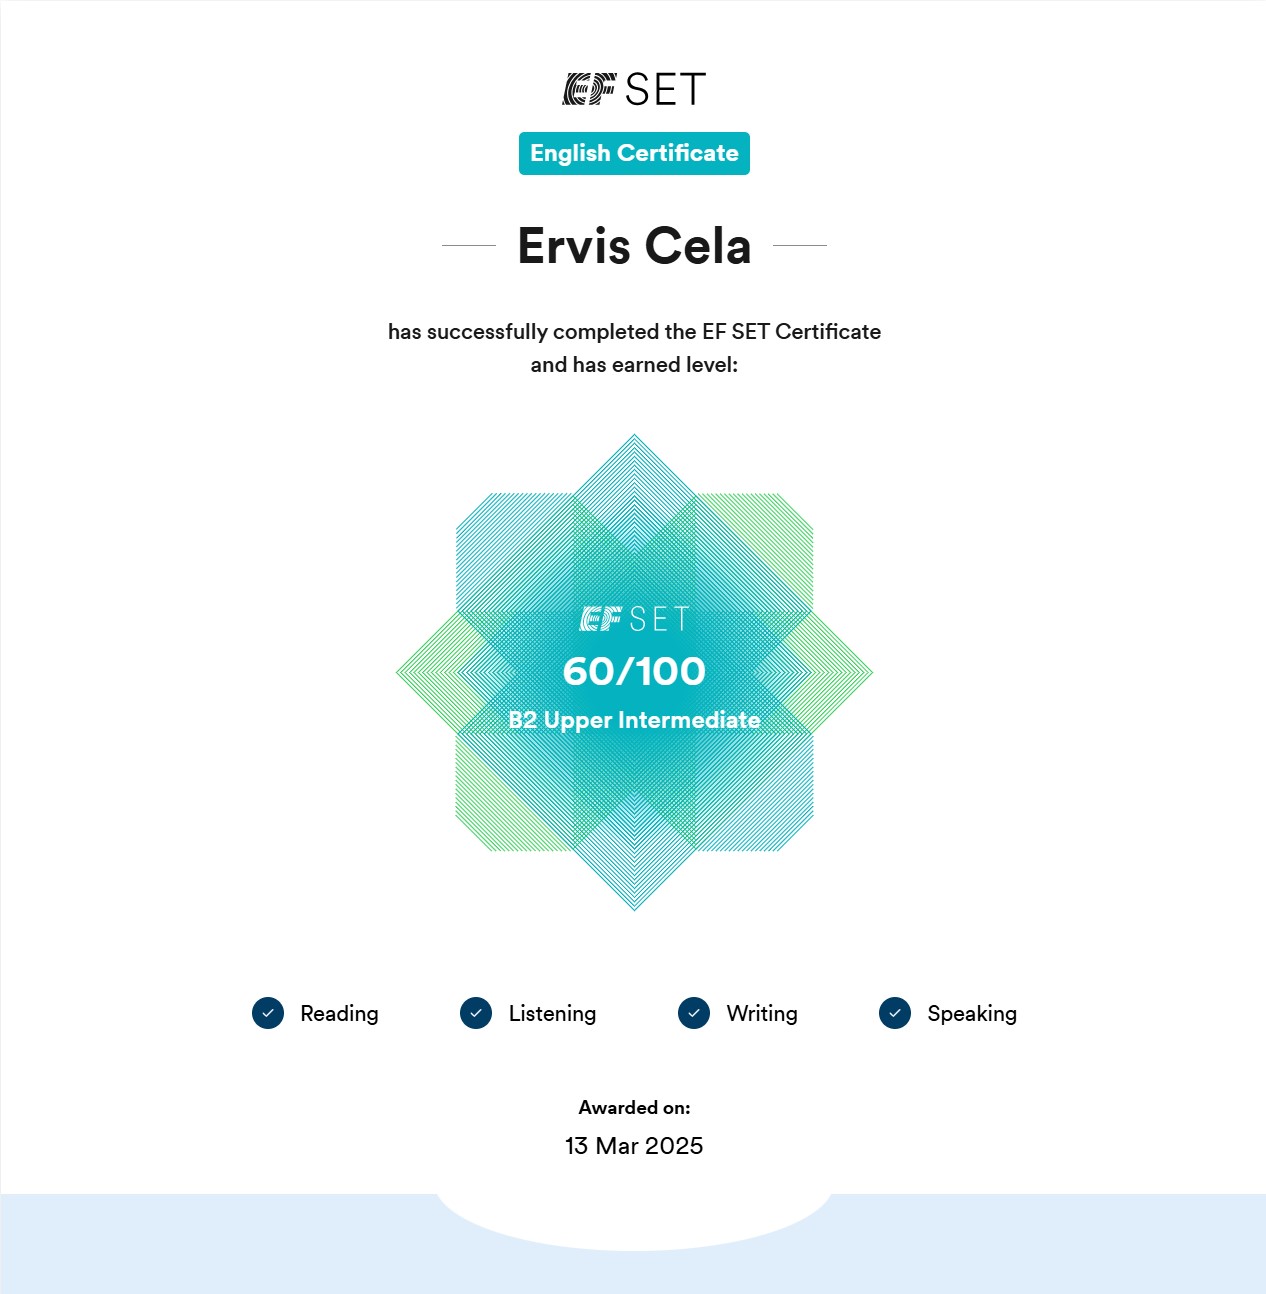 EF SET
English Certificate
Ervis Cela
has successfully completed the EF SET Certificate
and has earned level:
EF SET
60/100
B2 Upper Intermediate
Reading
Listening
Writing
Speaking
Awarded on:
13 Mar 2025